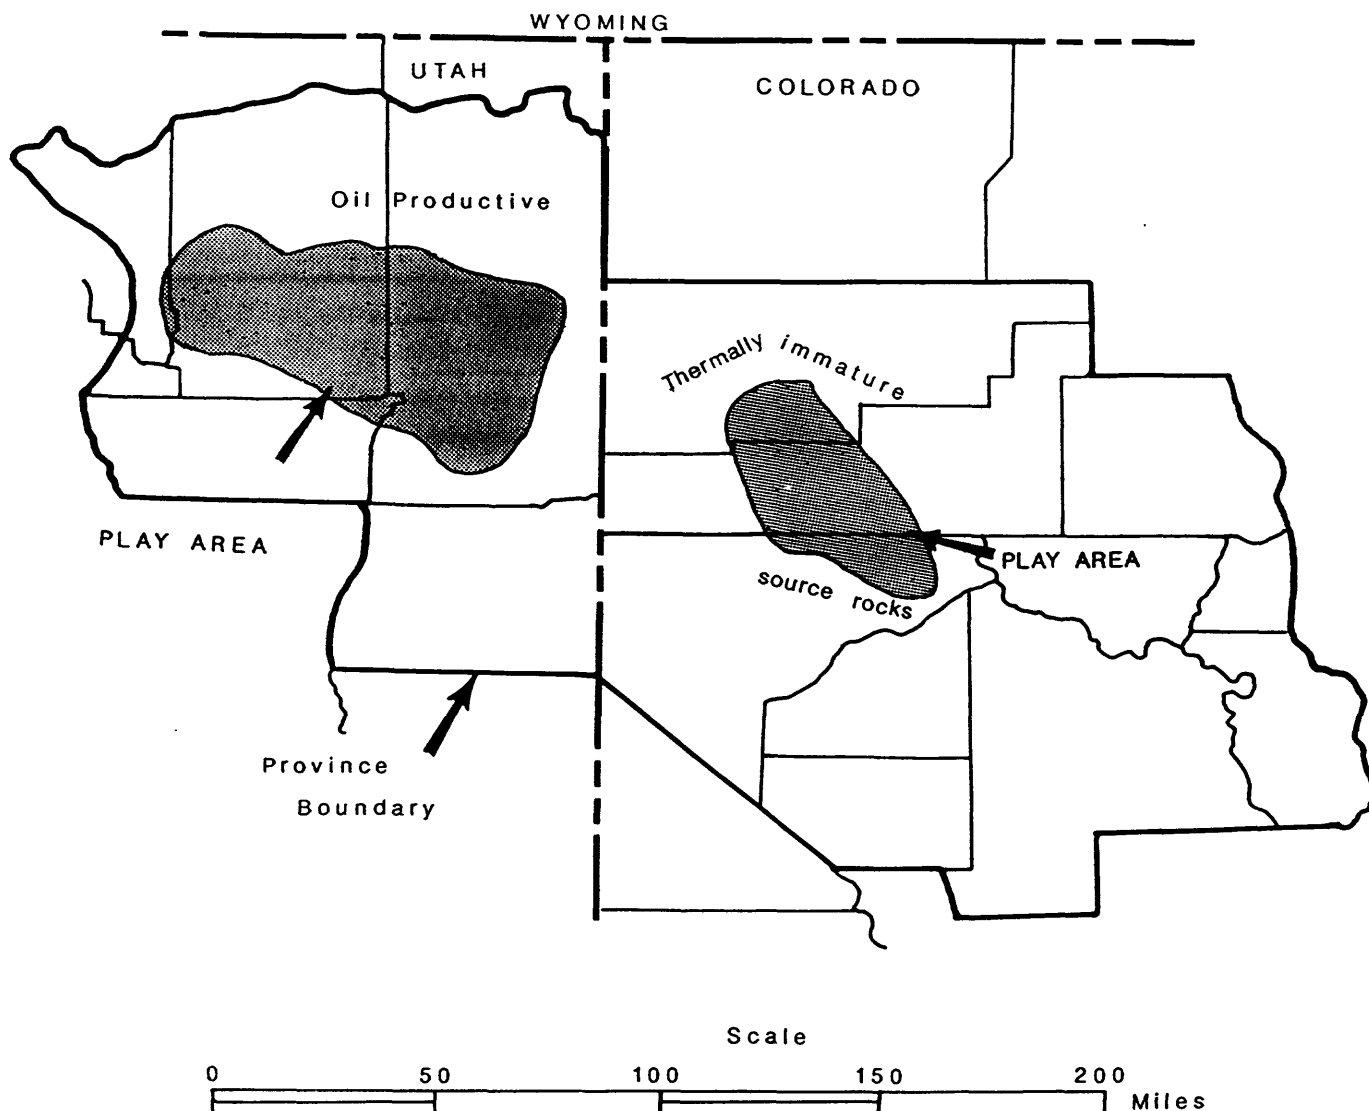 WYOMING
UTAH
COLORADO
Oil Productive
Thermally immature
PLAY AREA
PLAY AREA
source rocks
Province
Boundary
Scale
0 50 100 150 200
Miles